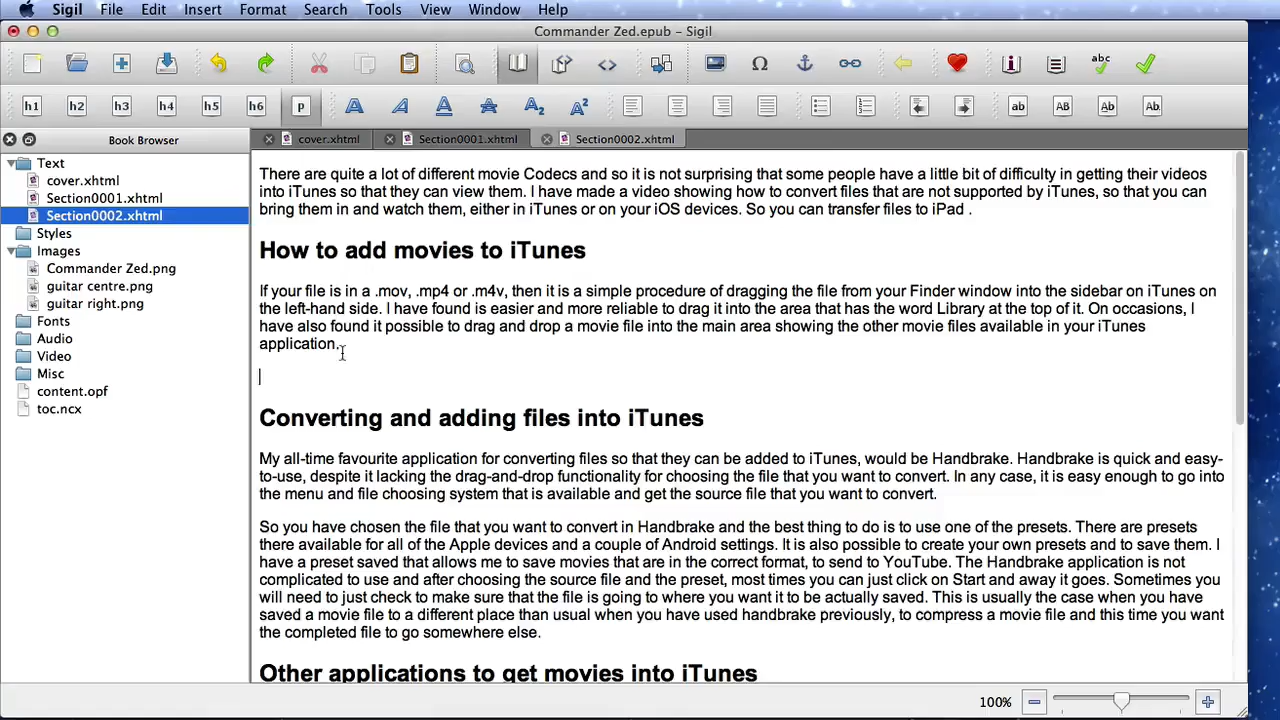 Sigil File Edit Insert Format Search Tools View Window Help
Commander Zed.epub – Sigil
h1 h2 h3 h4 h5 h6 p A A A A A2 A2 ab AB Ab Ab
abc
Book Browser
cover.xhtml Section0001.xhtml Section0002.xhtml
Text
cover.xhtml
Section0001.xhtml
Section0002.xhtml
Styles
Images
Commander Zed.png
guitar centre.png
guitar right.png
Fonts
Audio
Video
Misc
content.opf
toc.ncx
There are quite a lot of different movie Codecs and so it is not surprising that some people have a little bit of difficulty in getting their videos
into iTunes so that they can view them. I have made a video showing how to convert files that are not supported by iTunes, so that you can
bring them in and watch them, either in iTunes or on your iOS devices. So you can transfer files to iPad .
How to add movies to iTunes
If your file is in a .mov, .mp4 or .m4v, then it is a simple procedure of dragging the file from your Finder window into the sidebar on iTunes on
the left-hand side. I have found is easier and more reliable to drag it into the area that has the word Library at the top of it. On occasions, I
have also found it possible to drag and drop a movie file into the main area showing the other movie files available in your iTunes
application.
Converting and adding files into iTunes
My all-time favourite application for converting files so that they can be added to iTunes, would be Handbrake. Handbrake is quick and easy-
to-use, despite it lacking the drag-and-drop functionality for choosing the file that you want to convert. In any case, it is easy enough to go into
the menu and file choosing system that is available and get the source file that you want to convert.
So you have chosen the file that you want to convert in Handbrake and the best thing to do is to use one of the presets. There are presets
there available for all of the Apple devices and a couple of Android settings. It is also possible to create your own presets and to save them. I
have a preset saved that allows me to save movies that are in the correct format, to send to YouTube. The Handbrake application is not
complicated to use and after choosing the source file and the preset, most times you can just click on Start and away it goes. Sometimes you
will need to just check to make sure that the file is going to where you want it to be actually saved. This is usually the case when you have
saved a movie file to a different place than usual when you have used handbrake previously, to compress a movie file and this time you want
the completed file to go somewhere else.
Other applications to get movies into iTunes
100%